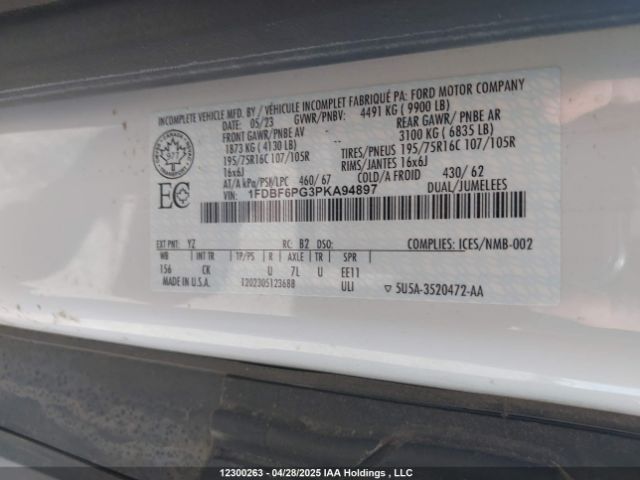 INCOMPLETE VEHICLE MFD. BY / VÉHICULE INCOMPLET FABRIQUÉ PA: FORD MOTOR COMPANY
DATE: 05/23 GVWR/PNBV: 4491 KG ( 9900 LB)
FRONT GAWR/PNBE AV REAR GAWR/ PNBE AR
1873 KG ( 4130 LB) 3100 KG ( 6835 LB)
195/75R16C 107/105R TIRES/PNEUS 195/75R16C 107/105R
16x6J RIMS/JANTES 16x6J
AT/A kPa/PSI/LPC 460/ 67 COLD/A FROID 430/ 62
VIN: 1FDBF6PG3PKA94897 DUAL/JUMELEES
977
EC
EXT PNT: YZ RC: B2 DSO: COMPLIES: ICES/NMB-002
WB INT TR TP/PS R AXLE TR SPR
156 CK U 7L U EE11
MADE IN U.S.A. T20230512368B ULI 5U5A-3520472-AA
12300263 - 04/28/2025 IAA Holdings , LLC